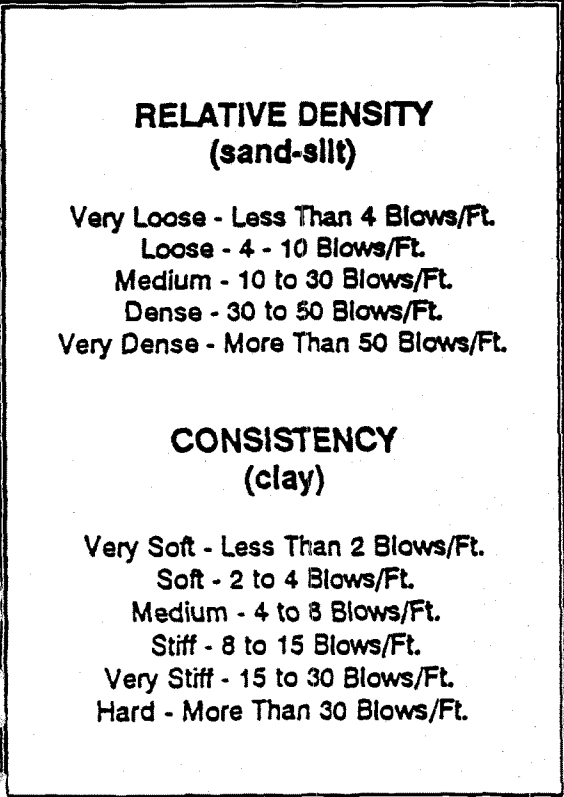 RELATIVE DENSITY
(sand-silt)
Very Loose - Less Than 4 Blows/Ft.
Loose - 4 - 10 Blows/Ft.
Medium - 10 to 30 Blows/Ft.
Dense - 30 to 50 Blows/Ft.
Very Dense - More Than 50 Blows/Ft.
CONSISTENCY
(clay)
Very Soft - Less Than 2 Blows/Ft.
Soft - 2 to 4 Blows/Ft.
Medium - 4 to 8 Blows/Ft.
Stiff - 8 to 15 Blows/Ft.
Very Stiff - 15 to 30 Blows/Ft.
Hard - More Than 30 Blows/Ft.